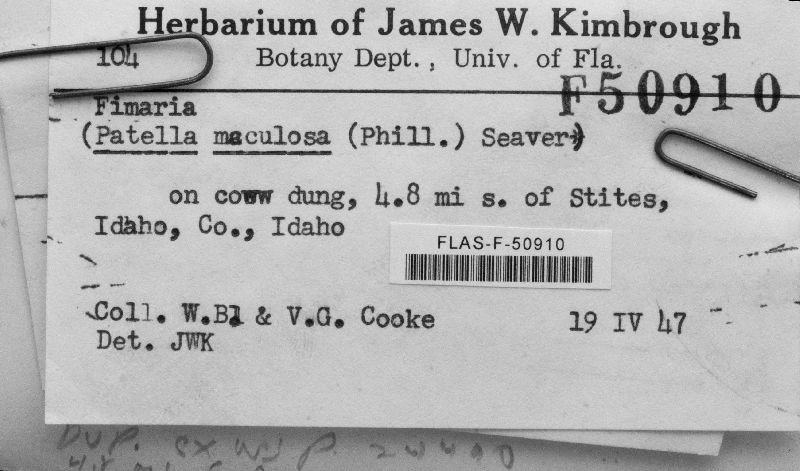 Herbarium of James W. Kimbrough
104 Botany Dept., Univ. of Fla.
F50910
Fimaria
(Patella maculosa (Phill.) Seaver)
on coww dung, 4.8 mi s. of Stites,
Idaho, Co., Idaho
FLAS-F-50910
Coll. W.B. & V.G. Cooke 19 IV 47
Det. JWK
Dup.